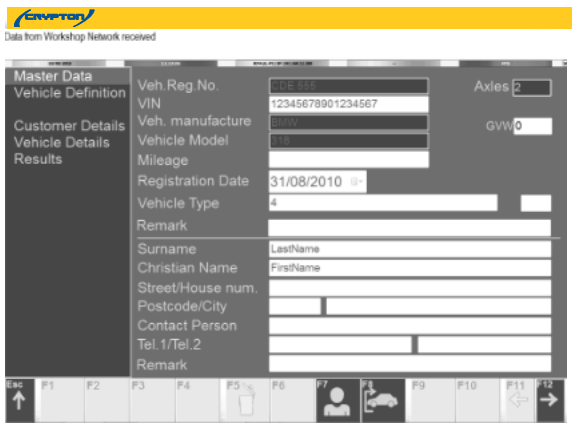 CRYPTON
Data from Workshop Network received
Master Data
Vehicle Definition
Customer Details
Vehicle Details
Results
Veh.Reg.No. CDE 555 Axles 2
VIN 12345678901234567
Veh. manufacture BMW GVW 0
Vehicle Model 318
Mileage
Registration Date 31/08/2010
Vehicle Type 4
Remark
Surname LastName
Christian Name FirstName
Street/House num.
Postcode/City
Contact Person
Tel.1/Tel.2
Remark
Esc F1 F2 F3 F4 F5 F6 F7 F8 F9 F10 F11 F12